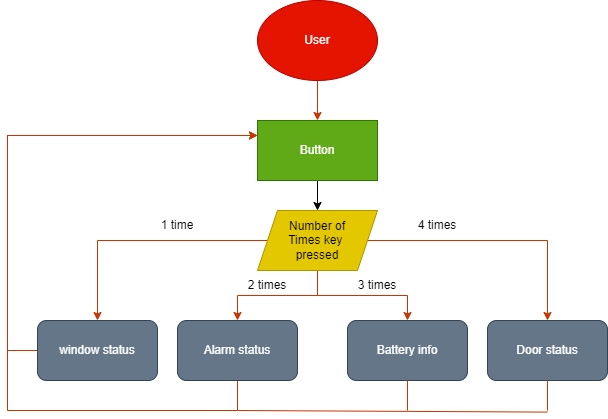 User
Button
Number of
Times key
pressed
1 time
4 times
2 times
3 times
window status
Alarm status
Battery info
Door status